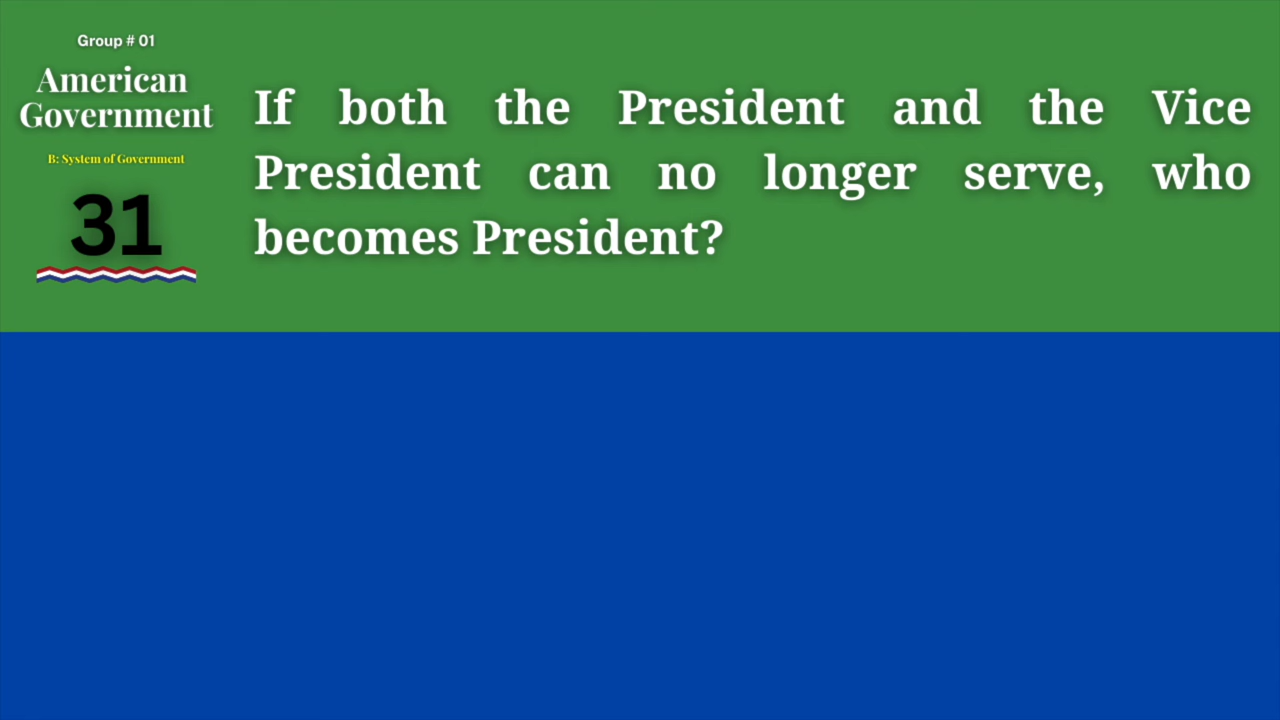 Group # 01
American
Government
B: System of Government
31
If both the President and the Vice
President can no longer serve, who
becomes President?